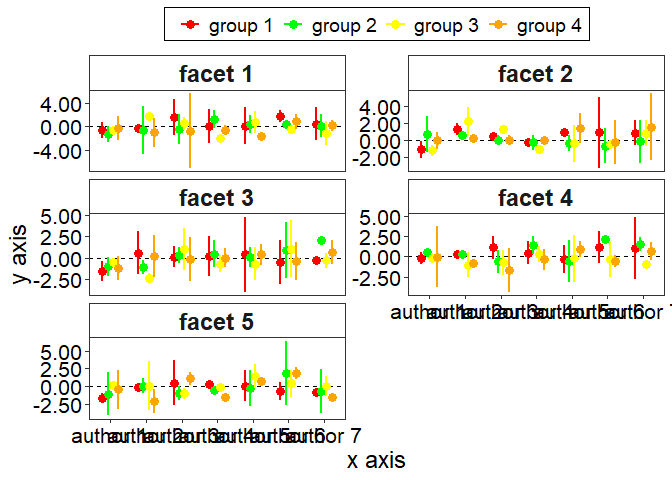 group 1 group 2 group 3 group 4
facet 1 facet 2
4.00 4.00
0.00 2.00
-4.00 0.00
-2.00
facet 3 facet 4
5.00 5.00
2.50 2.50
0.00 0.00
-2.50 -2.50
y axis
author 1 author 2 author 3 author 4 author 5 author 6 author 7
facet 5
5.00
2.50
0.00
-2.50
author 1 author 2 author 3 author 4 author 5 author 6 author 7
x axis